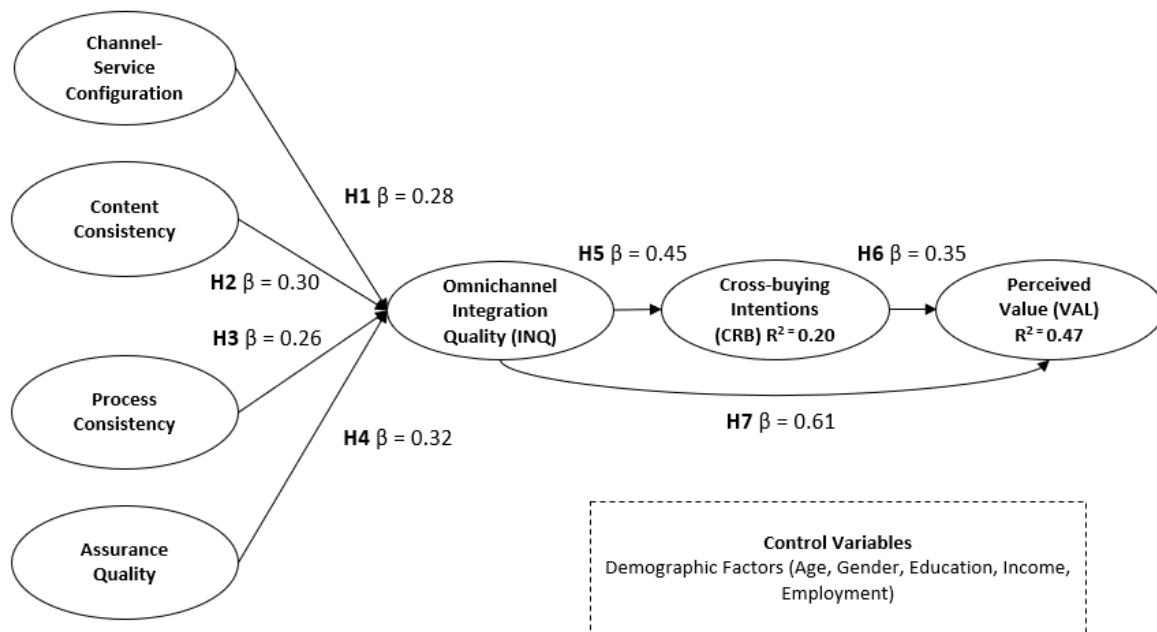 Channel-
Service
Configuration
Content
Consistency
Process
Consistency
Assurance
Quality
H1 β = 0.28
H2 β = 0.30
H3 β = 0.26
H4 β = 0.32
Omnichannel
Integration
Quality (INQ)
H5 β = 0.45
Cross-buying
Intentions
(CRB) R² = 0.20
H6 β = 0.35
Perceived
Value (VAL)
R² = 0.47
H7 β = 0.61
Control Variables
Demographic Factors (Age, Gender, Education, Income,
Employment)